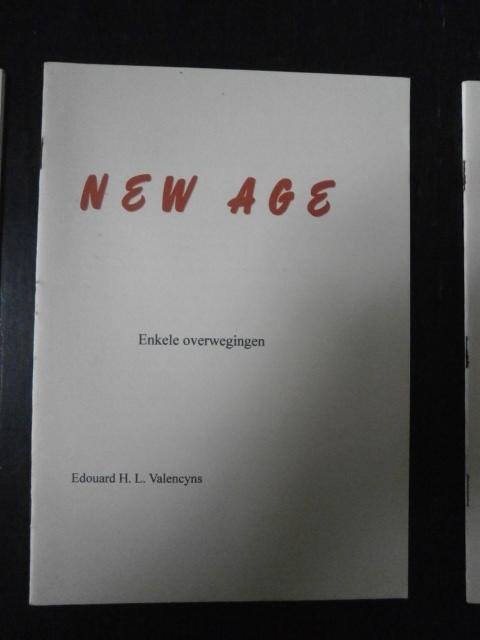 NEW AGE
Enkele overwegingen
Edouard H. L. Valencyns